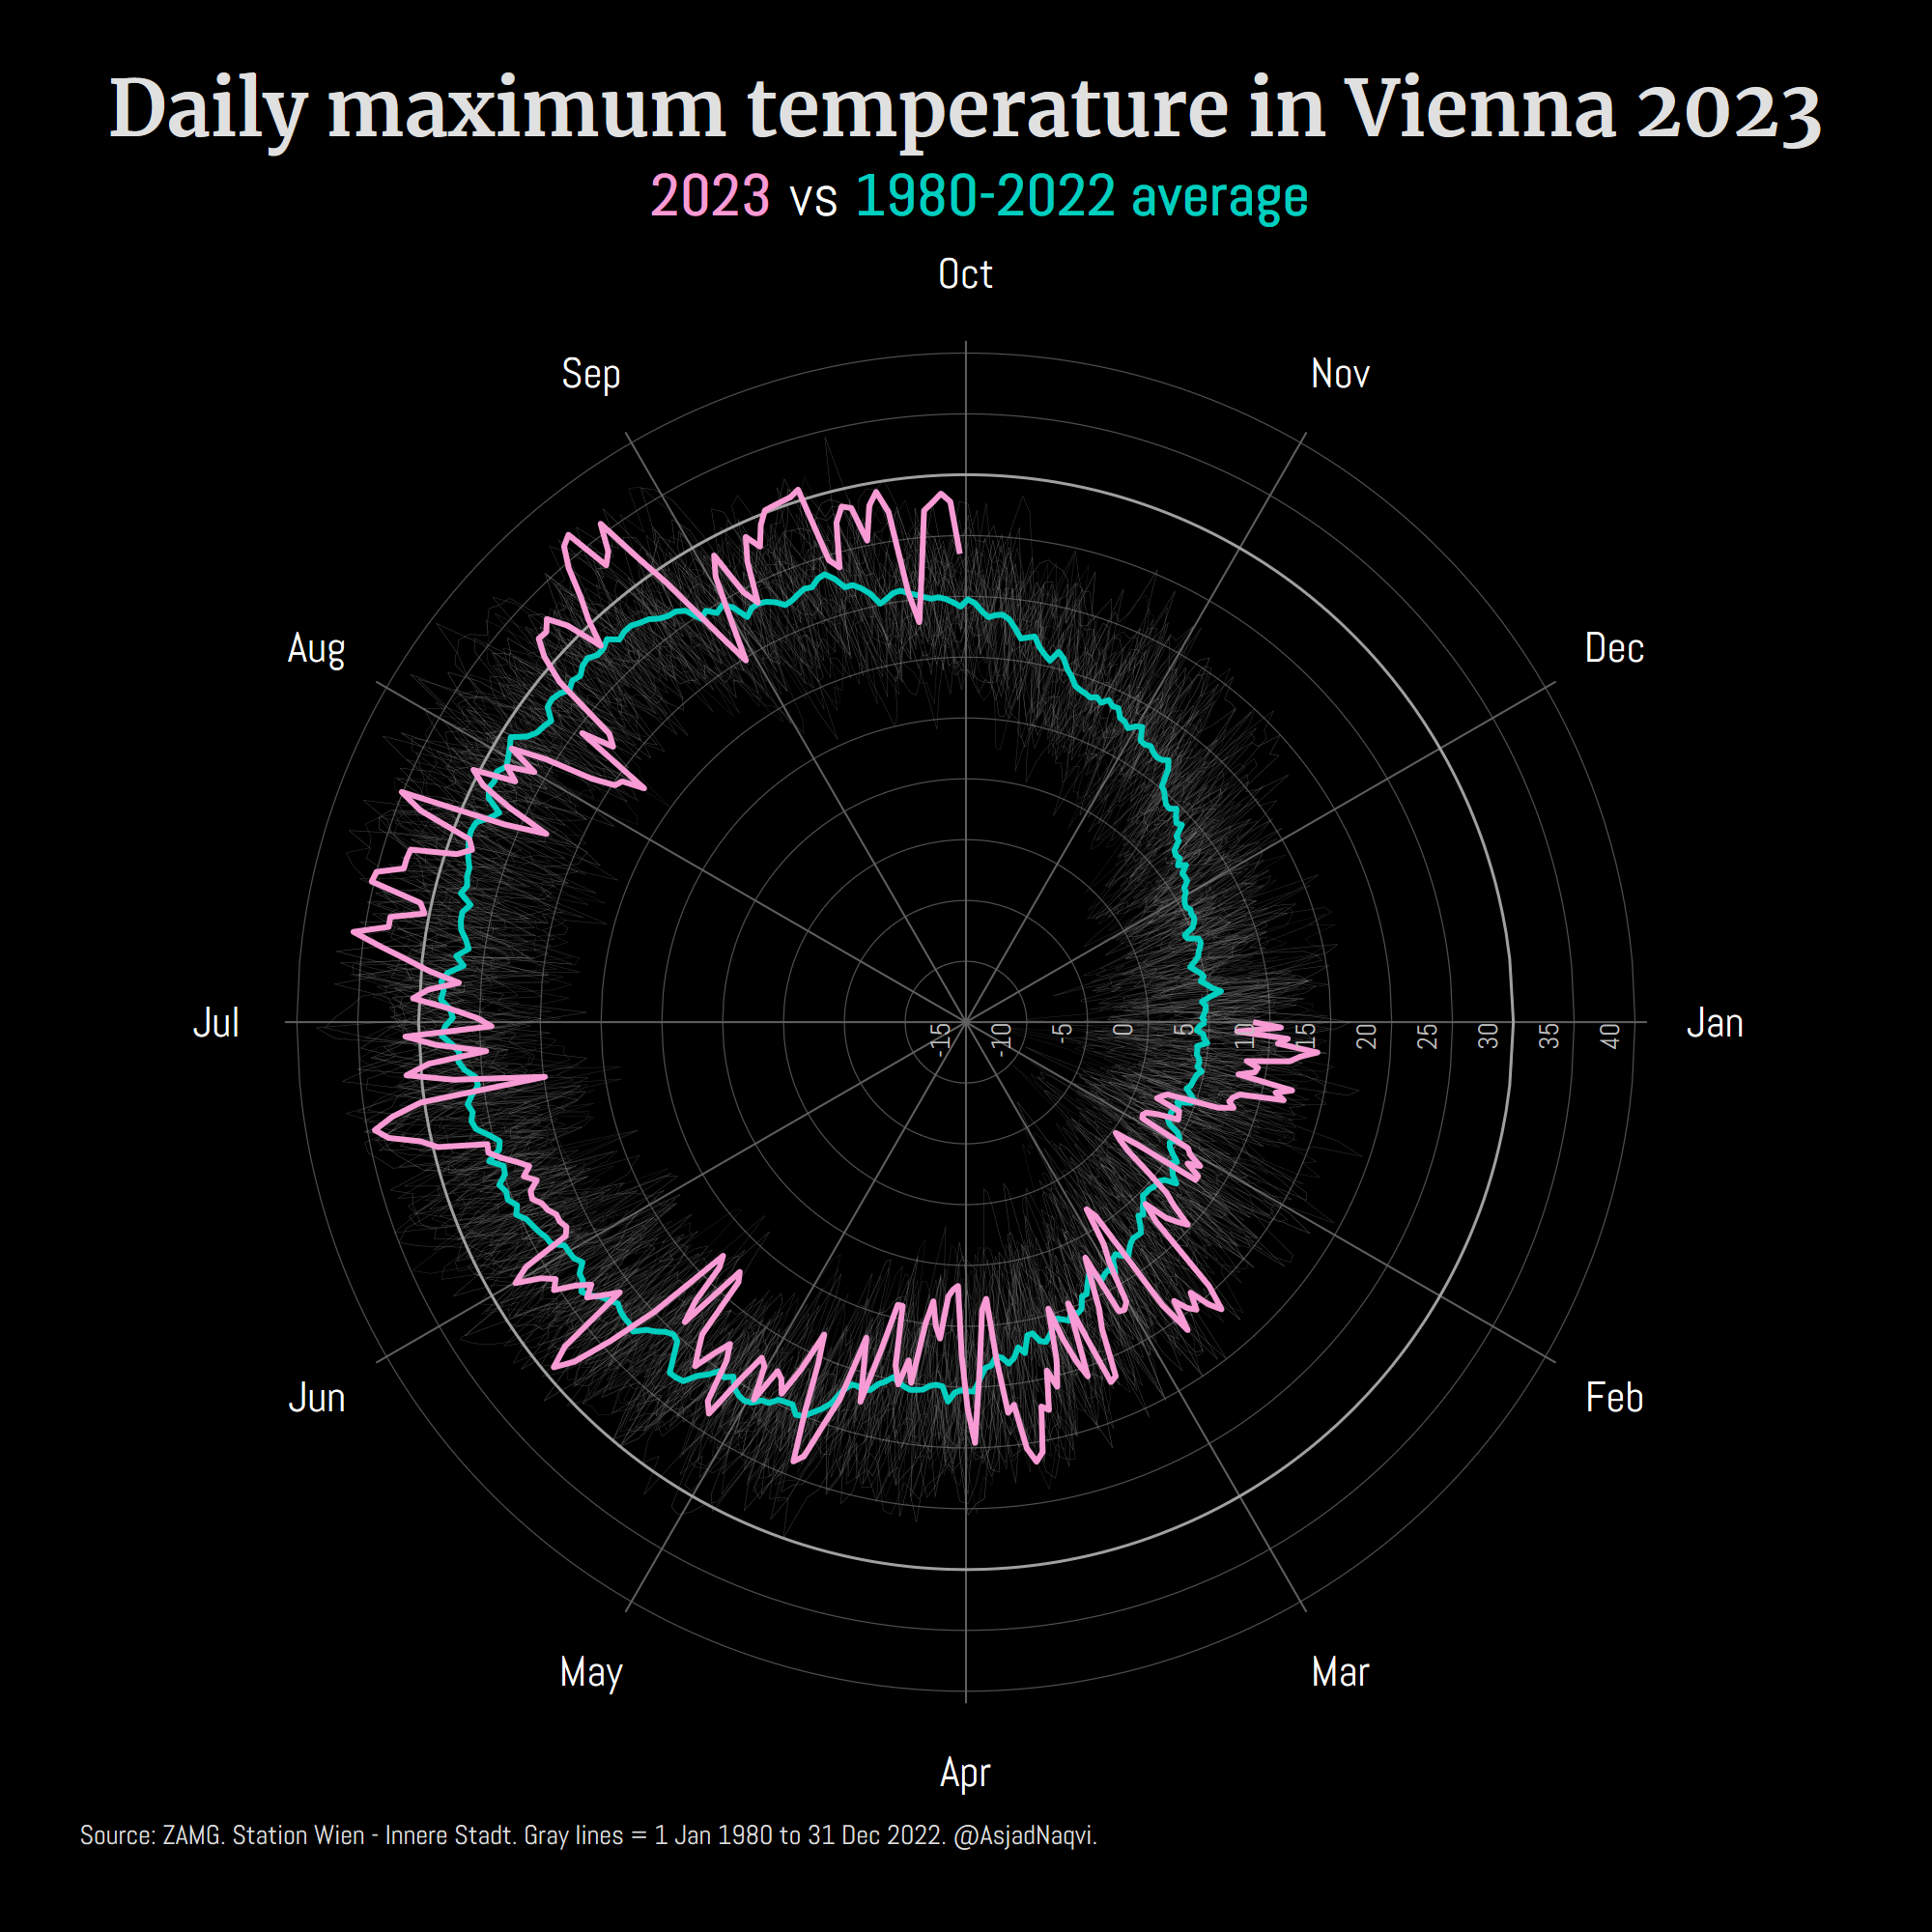 Daily maximum temperature in Vienna 2023
2023 vs 1980-2022 average
Oct
Sep
Nov
Aug
Dec
Jul
Jan
-15 -10 -5 0 5 10 15 20 25 30 35 40
Jun
Feb
May
Mar
Apr
Source: ZAMG. Station Wien - Innere Stadt. Gray lines = 1 Jan 1980 to 31 Dec 2022. @AsjadNaqvi.